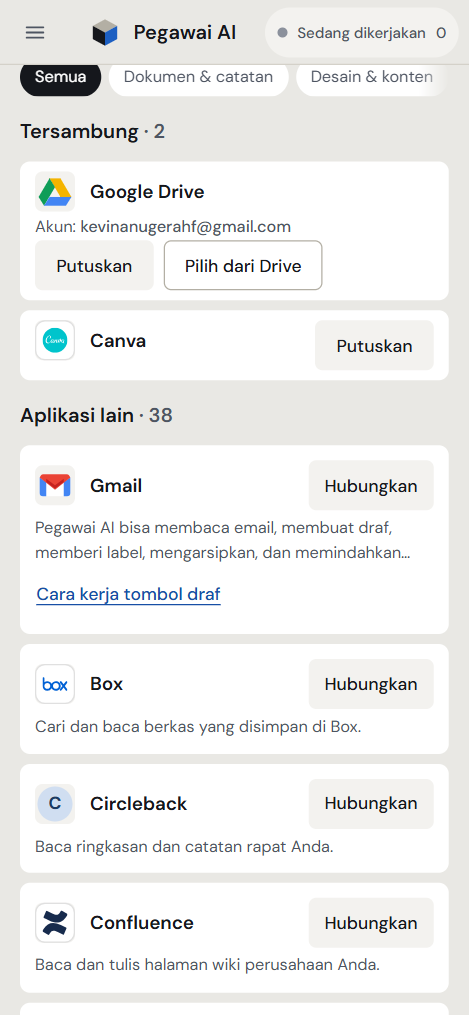 Pegawai AI
Sedang dikerjakan 0
Semua
Dokumen & catatan
Desain & konten
Tersambung · 2
Google Drive
Akun: kevinanugerahf@gmail.com
Putuskan
Pilih dari Drive
Canva
Canva
Putuskan
Aplikasi lain · 38
Gmail
Hubungkan
Pegawai AI bisa membaca email, membuat draf,
memberi label, mengarsipkan, dan memindahkan...
Cara kerja tombol draf
box
Box
Hubungkan
Cari dan baca berkas yang disimpan di Box.
C
Circleback
Hubungkan
Baca ringkasan dan catatan rapat Anda.
Confluence
Hubungkan
Baca dan tulis halaman wiki perusahaan Anda.